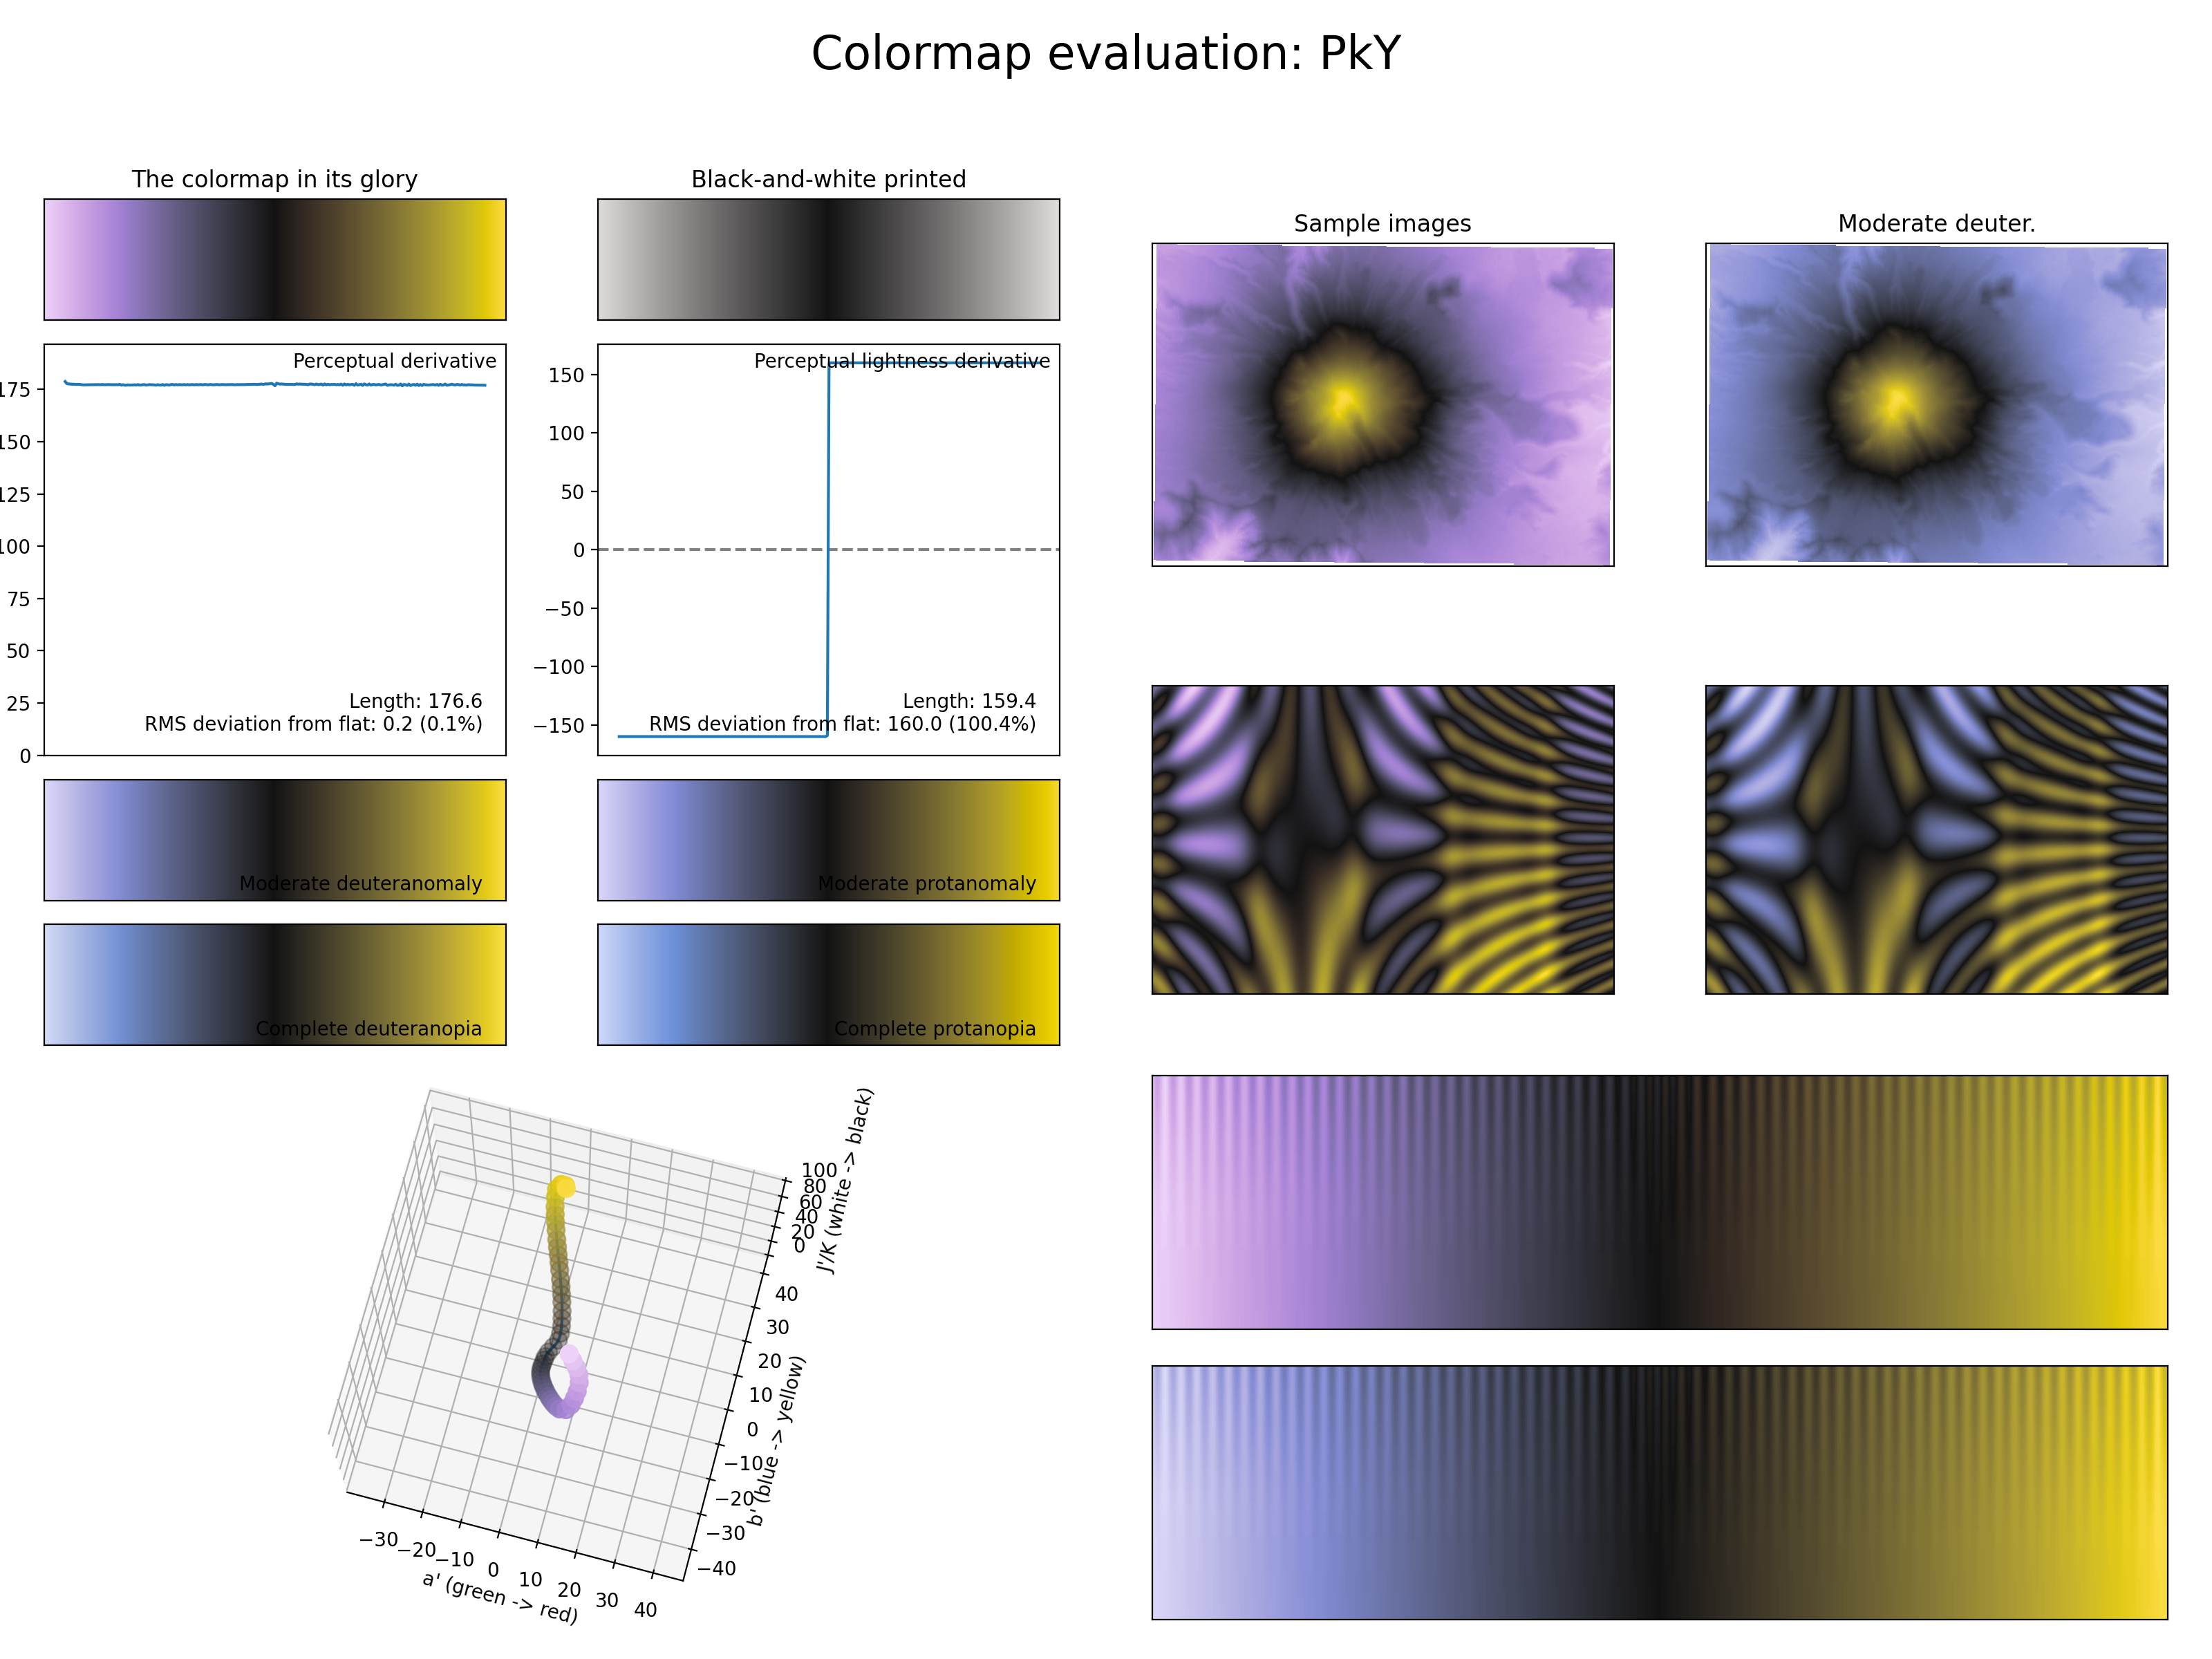 Colormap evaluation: PkY
The colormap in its glory
Black-and-white printed
Sample images
Moderate deuter.
Perceptual derivative
175
150
125
100
75
50
25
0
Length: 176.6
RMS deviation from flat: 0.2 (0.1%)
Perceptual lightness derivative
150
100
50
0
−50
−100
−150
Length: 159.4
RMS deviation from flat: 160.0 (100.4%)
Moderate deuteranomaly
Moderate protanomaly
Complete deuteranopia
Complete protanopia
J'/K (white -> black)
100
80
60
40
20
0
b' (blue -> yellow)
40
30
20
10
0
−10
−20
−30
−40
−30
−20
−10
0
10
20
30
40
a' (green -> red)